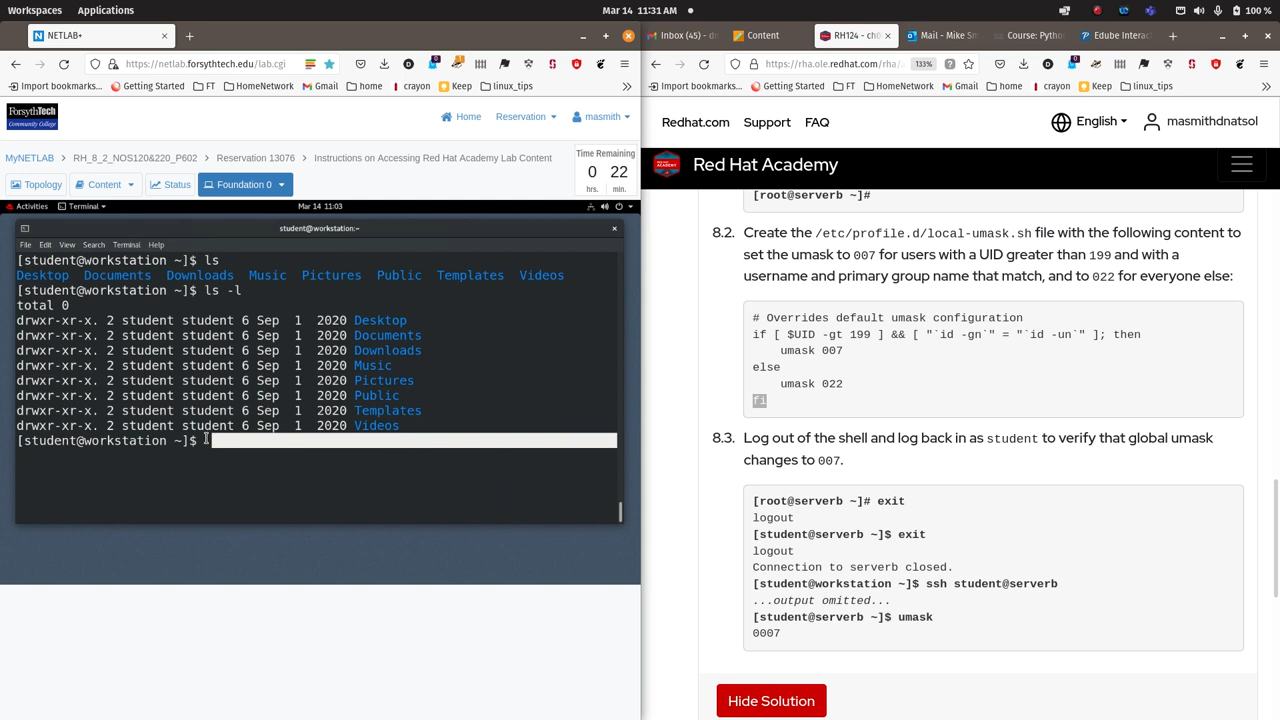 Workspaces Applications Mar 14 11:31 AM 100 %
NETLAB+
https://netlab.forsythtech.edu/lab.cgi
Import bookmarks... Getting Started FT HomeNetwork Gmail home crayon Keep linux_tips
ForsythTech
Community College
Home Reservation masmith
MyNETLAB RH_8_2_NOS120&220_P602 Reservation 13076 Instructions on Accessing Red Hat Academy Lab Content
Time Remaining
0 22
hrs. min.
Topology Content Status Foundation 0
Activities Terminal Mar 14 11:03
student@workstation:~
File Edit View Search Terminal Help
[student@workstation ~]$ ls
Desktop Documents Downloads Music Pictures Public Templates Videos
[student@workstation ~]$ ls -l
total 0
drwxr-xr-x. 2 student student 6 Sep 1 2020 Desktop
drwxr-xr-x. 2 student student 6 Sep 1 2020 Documents
drwxr-xr-x. 2 student student 6 Sep 1 2020 Downloads
drwxr-xr-x. 2 student student 6 Sep 1 2020 Music
drwxr-xr-x. 2 student student 6 Sep 1 2020 Pictures
drwxr-xr-x. 2 student student 6 Sep 1 2020 Public
drwxr-xr-x. 2 student student 6 Sep 1 2020 Templates
drwxr-xr-x. 2 student student 6 Sep 1 2020 Videos
[student@workstation ~]$
Inbox (45) - Content RH124 - ch0 Mail - Mike Sm Course: Pytho Edube Interac
https://rha.ole.redhat.com/rha/ 133%
Import bookmarks... Getting Started FT HomeNetwork Gmail home crayon Keep linux_tips
Redhat.com Support FAQ English masmithdnatsol
Red Hat Academy
[root@serverb ~]#
8.2. Create the /etc/profile.d/local-umask.sh file with the following content to
set the umask to 007 for users with a UID greater than 199 and with a
username and primary group name that match, and to 022 for everyone else:
# Overrides default umask configuration
if [ $UID -gt 199 ] && [ "`id -gn`" = "`id -un`" ]; then
umask 007
else
umask 022
fi
8.3. Log out of the shell and log back in as student to verify that global umask
changes to 007.
[root@serverb ~]# exit
logout
[student@serverb ~]$ exit
logout
Connection to serverb closed.
[student@workstation ~]$ ssh student@serverb
...output omitted...
[student@serverb ~]$ umask
0007
Hide Solution